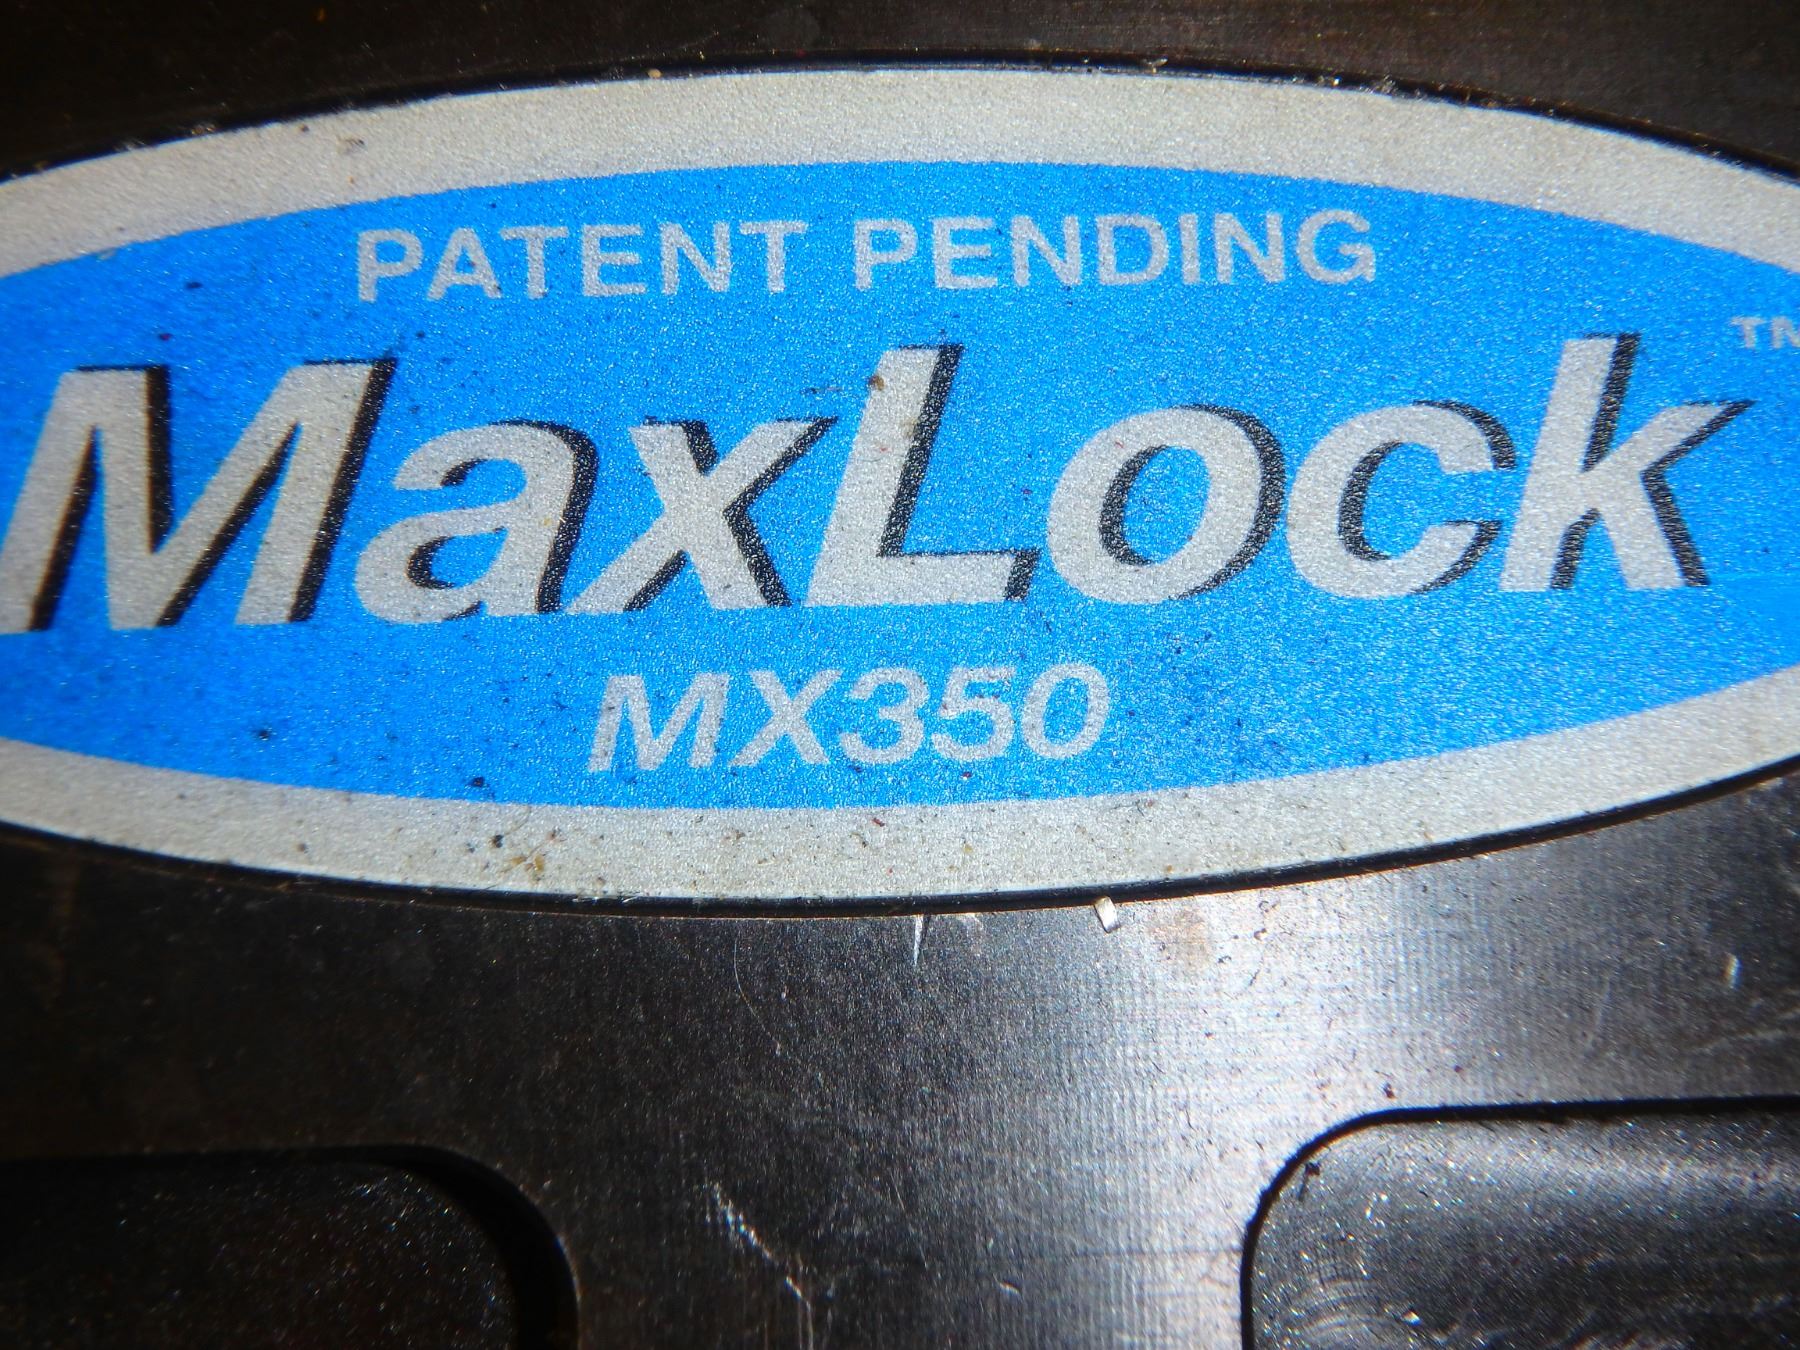 PATENT PENDING
MaxLock™
MX350